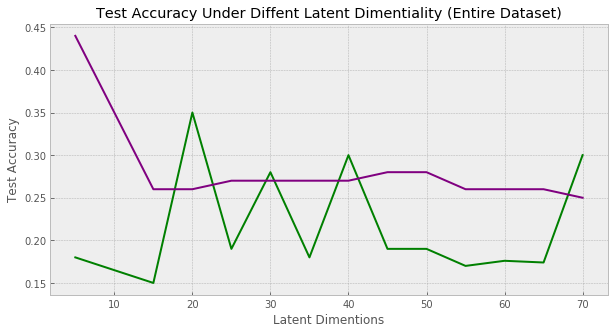 Test Accuracy Under Diffent Latent Dimentiality (Entire Dataset)
0.45
0.40
0.35
0.30
0.25
0.20
0.15
Test Accuracy
10 20 30 40 50 60 70
Latent Dimentions